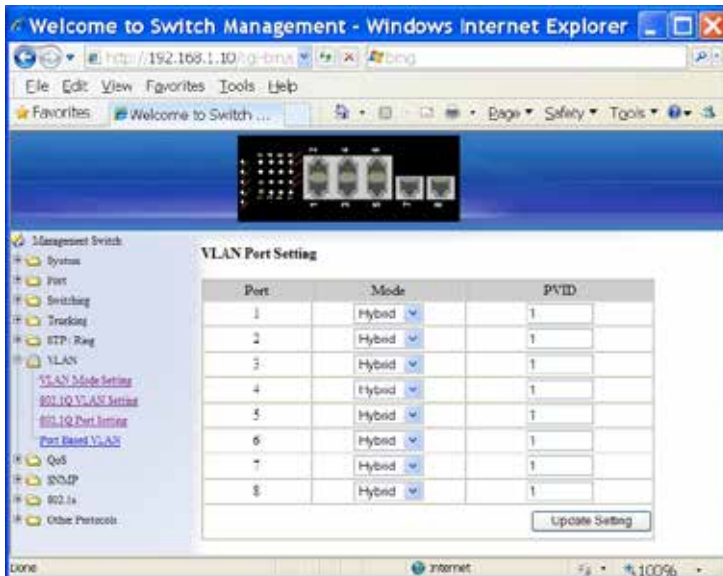 Welcome to Switch Management - Windows Internet Explorer
http://192.168.1.10/cgi-bin/s
bing
File Edit View Favorites Tools Help
Favorites Welcome to Switch ...
Page Safety Tools
Management Switch
System
Port
Switching
Trunking
STP / Ring
VLAN
VLAN Mode Setting
802.1Q VLAN Setting
802.1Q Port Setting
Port Based VLAN
QoS
SNMP
802.1x
Other Protocols
VLAN Port Setting
Port Mode PVID
1 Hybrid 1
2 Hybrid 1
3 Hybrid 1
4 Hybrid 1
5 Hybrid 1
6 Hybrid 1
7 Hybrid 1
8 Hybrid 1
Update Setting
Done Internet 100%